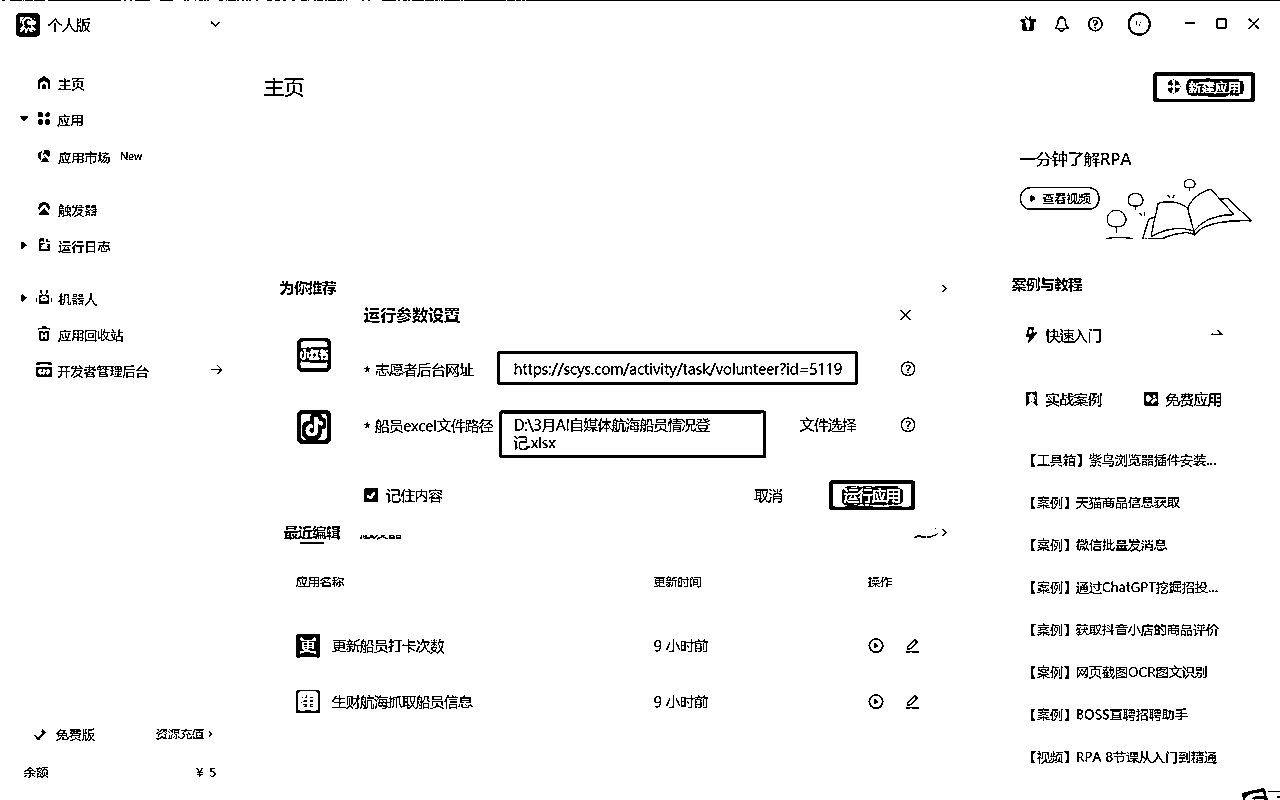 个人版
主页
应用
应用市场 New
触发器
运行日志
机器人
应用回收站
开发者管理后台
免费版
资源充值
余额
¥ 5
主页
新建应用
一分钟了解RPA
查看视频
为你推荐
运行参数设置
* 志愿者后台网址
https://scys.com/activity/task/volunteer?id=5119
* 船员excel文件路径
D:\3月AI自媒体航海船员情况登
记.xlsx
文件选择
记住内容
取消
运行应用
最近编辑
触发器
应用名称
更新时间
操作
更 更新船员打卡次数
9 小时前
生财航海抓取船员信息
9 小时前
案例与教程
快速入门
实战案例
免费应用
【工具箱】紫鸟浏览器插件安装...
【案例】天猫商品信息获取
【案例】微信批量发消息
【案例】通过ChatGPT挖掘招投...
【案例】获取抖音小店的商品评价
【案例】网页截图OCR图文识别
【案例】BOSS直聘招聘助手
【视频】RPA 8节课从入门到精通